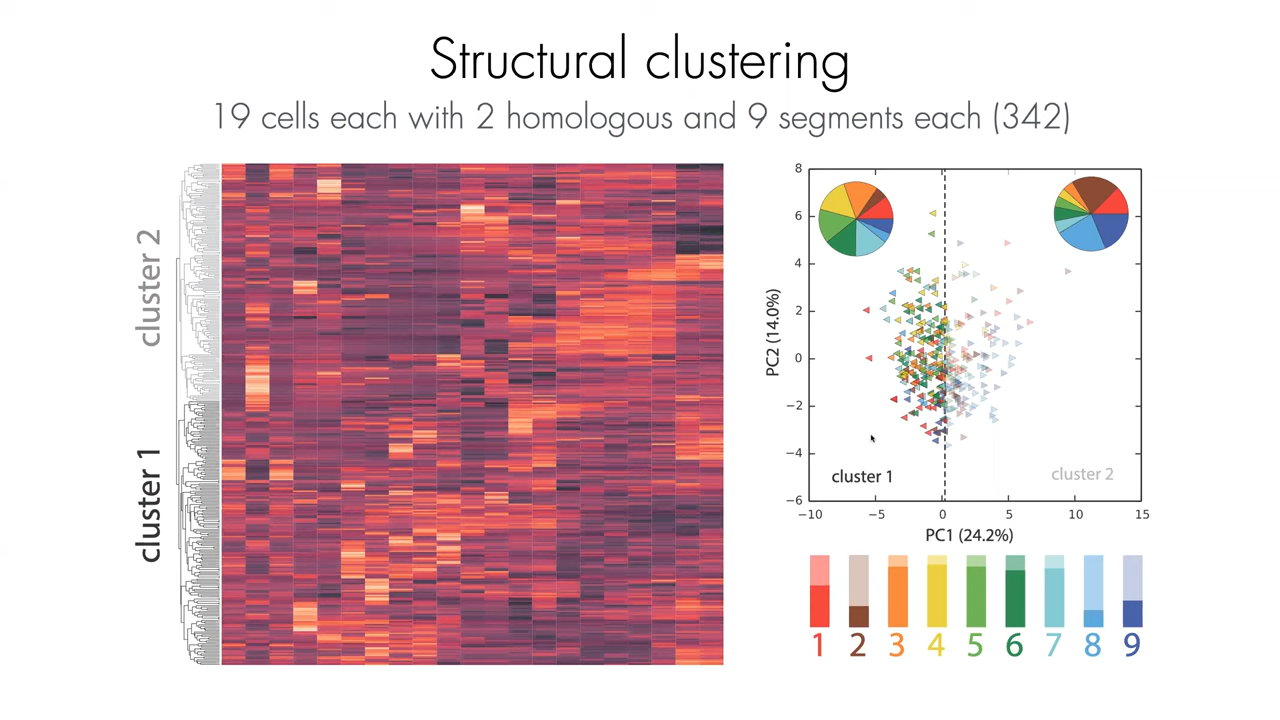 Structural clustering
19 cells each with 2 homologous and 9 segments each (342)
cluster 2
cluster 1
8
6
4
2
0
−2
−4
−6
PC2 (14.0%)
cluster 1
cluster 2
−10
−5
0
5
10
15
PC1 (24.2%)
1 2 3 4 5 6 7 8 9